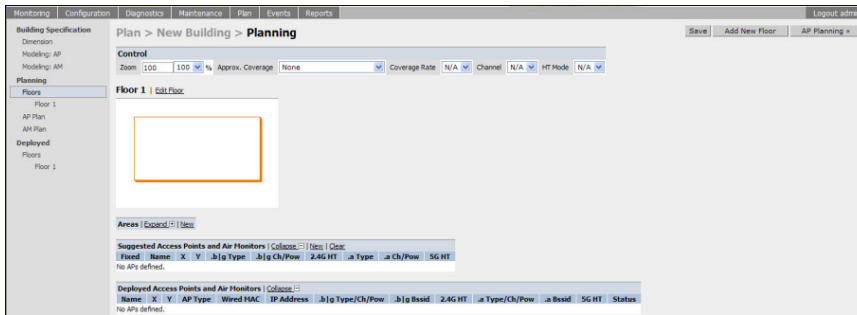 Monitoring Configuration Diagnostics Maintenance Plan Events Reports Logout admi
Building Specification
Dimension
Modeling: AP
Modeling: AM
Planning
Floors
Floor 1
AP Plan
AM Plan
Deployed
Floors
Floor 1
Plan > New Building > Planning
Save Add New Floor AP Planning »
Control
Zoom 100 100 % Approx. Coverage None Coverage Rate N/A Channel N/A HT Mode N/A
Floor 1 | Edit Floor
Areas | Expand | New
Suggested Access Points and Air Monitors | Collapse | New | Clear
Fixed Name X Y .b|g Type .b|g Ch/Pow 2.4G HT .a Type .a Ch/Pow 5G HT
No APs defined.
Deployed Access Points and Air Monitors | Collapse
Name X Y AP Type Wired MAC IP Address .b|g Type/Ch/Pow .b|g Bssid 2.4G HT .a Type/Ch/Pow .a Bssid 5G HT Status
No APs defined.